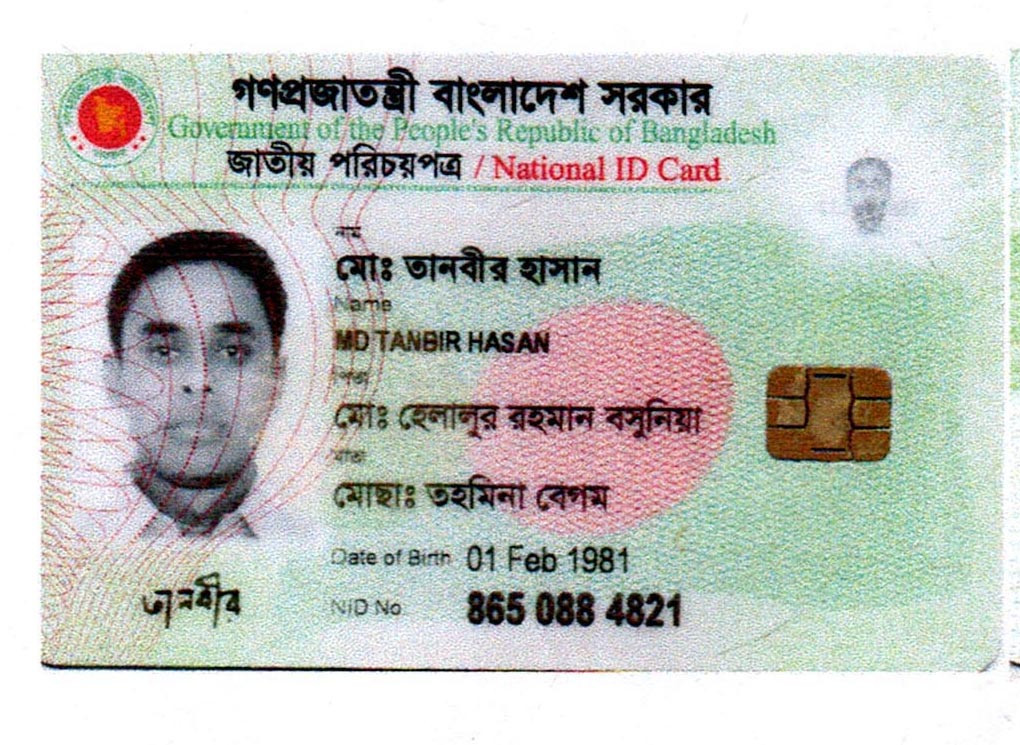 গণপ্রজাতন্ত্রী বাংলাদেশ সরকার
Government of the People's Republic of Bangladesh
জাতীয় পরিচয়পত্র / National ID Card
নাম
মোঃ তানবীর হাসান
Name
MD TANBIR HASAN
পিতা
মোঃ হেলালুর রহমান বসুনিয়া
মাতা
মোছাঃ তহমিনা বেগম
Date of Birth 01 Feb 1981
NID No. 865 088 4821
তানবীর